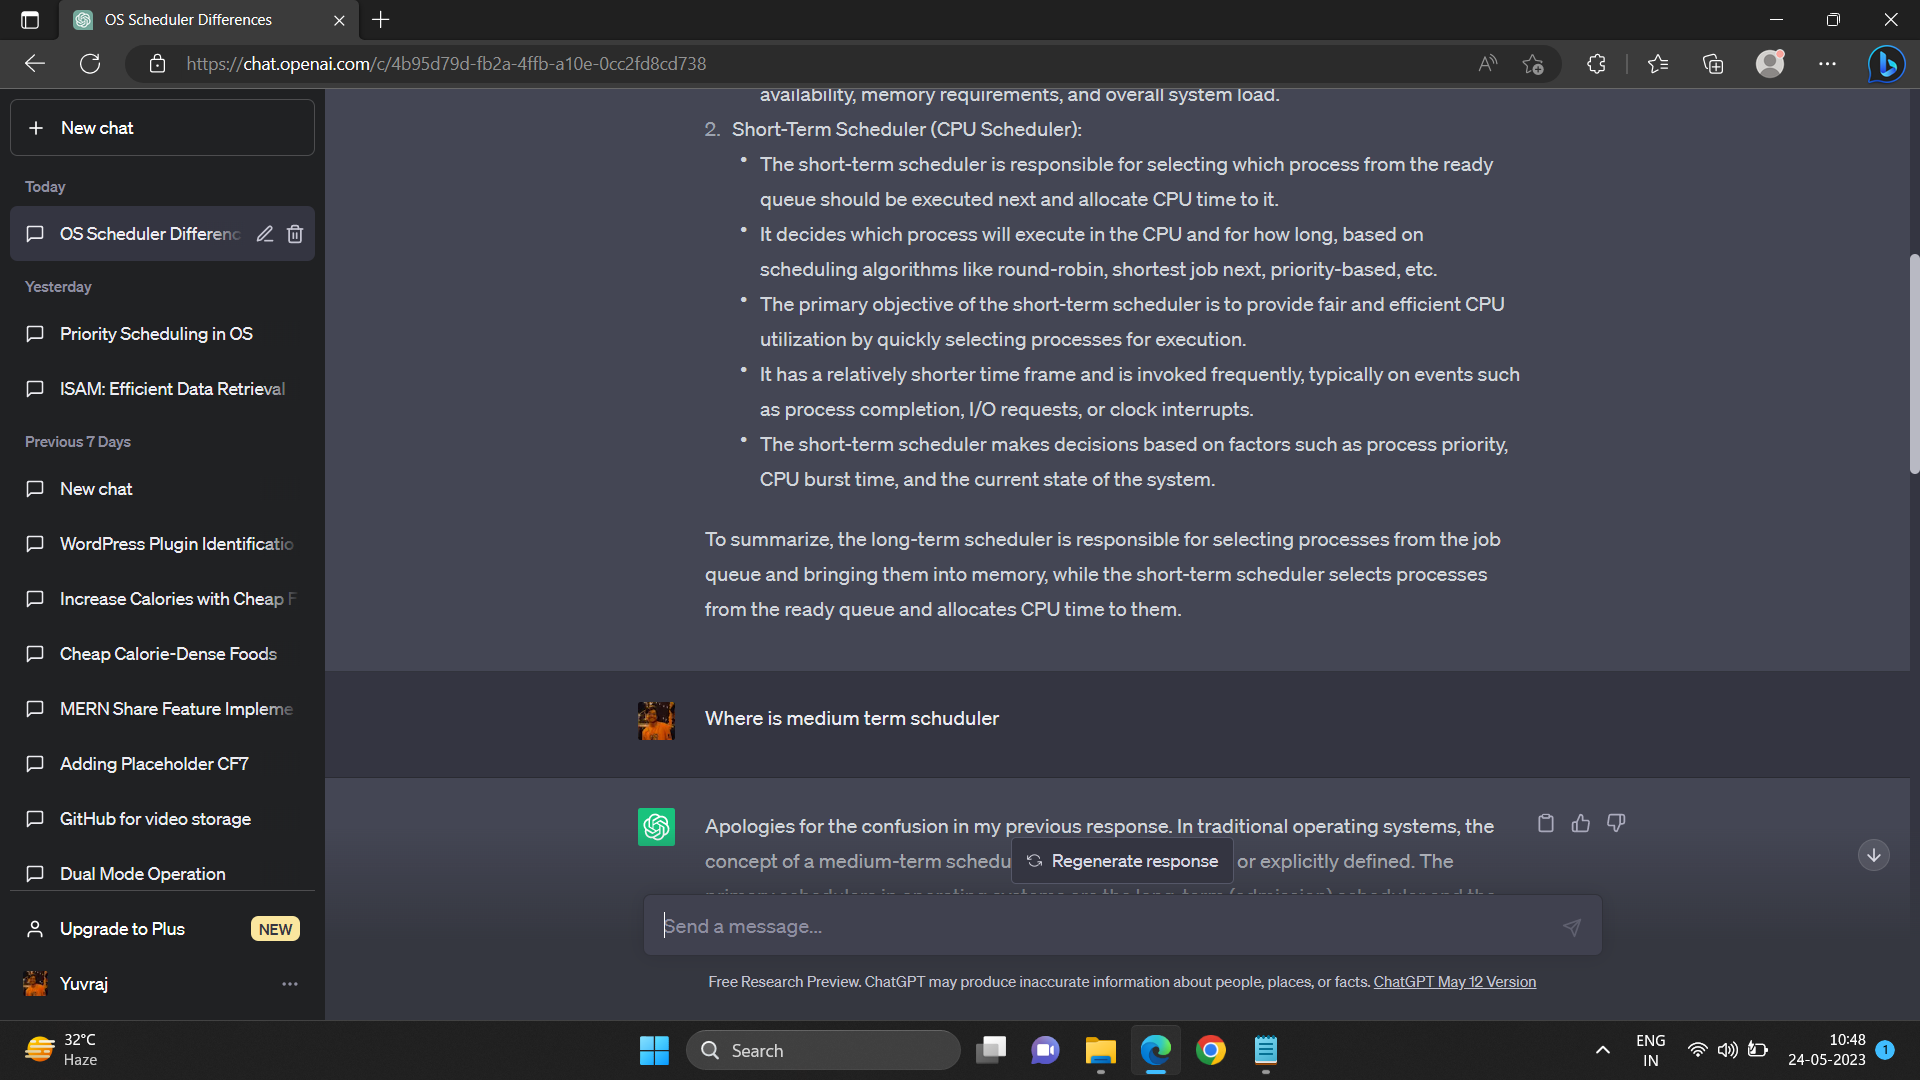 OS Scheduler Differences
https://chat.openai.com/c/4b95d79d-fb2a-4ffb-a10e-0cc2fd8cd738
New chat
Today
OS Scheduler Differenc
Yesterday
Priority Scheduling in OS
ISAM: Efficient Data Retrieval
Previous 7 Days
New chat
WordPress Plugin Identificatio
Increase Calories with Cheap F
Cheap Calorie-Dense Foods
MERN Share Feature Impleme
Adding Placeholder CF7
GitHub for video storage
Dual Mode Operation
Upgrade to Plus NEW
Yuvraj
availability, memory requirements, and overall system load.
2. Short-Term Scheduler (CPU Scheduler):
• The short-term scheduler is responsible for selecting which process from the ready
queue should be executed next and allocate CPU time to it.
• It decides which process will execute in the CPU and for how long, based on
scheduling algorithms like round-robin, shortest job next, priority-based, etc.
• The primary objective of the short-term scheduler is to provide fair and efficient CPU
utilization by quickly selecting processes for execution.
• It has a relatively shorter time frame and is invoked frequently, typically on events such
as process completion, I/O requests, or clock interrupts.
• The short-term scheduler makes decisions based on factors such as process priority,
CPU burst time, and the current state of the system.
To summarize, the long-term scheduler is responsible for selecting processes from the job
queue and bringing them into memory, while the short-term scheduler selects processes
from the ready queue and allocates CPU time to them.
Where is medium term schuduler
Apologies for the confusion in my previous response. In traditional operating systems, the
concept of a medium-term schedu
Regenerate response
or explicitly defined. The
primary schedulers in operating systems are the long-term (admission) scheduler and the
Send a message...
Free Research Preview. ChatGPT may produce inaccurate information about people, places, or facts. ChatGPT May 12 Version
32°C
Haze
Search
ENG
IN
10:48
24-05-2023
1